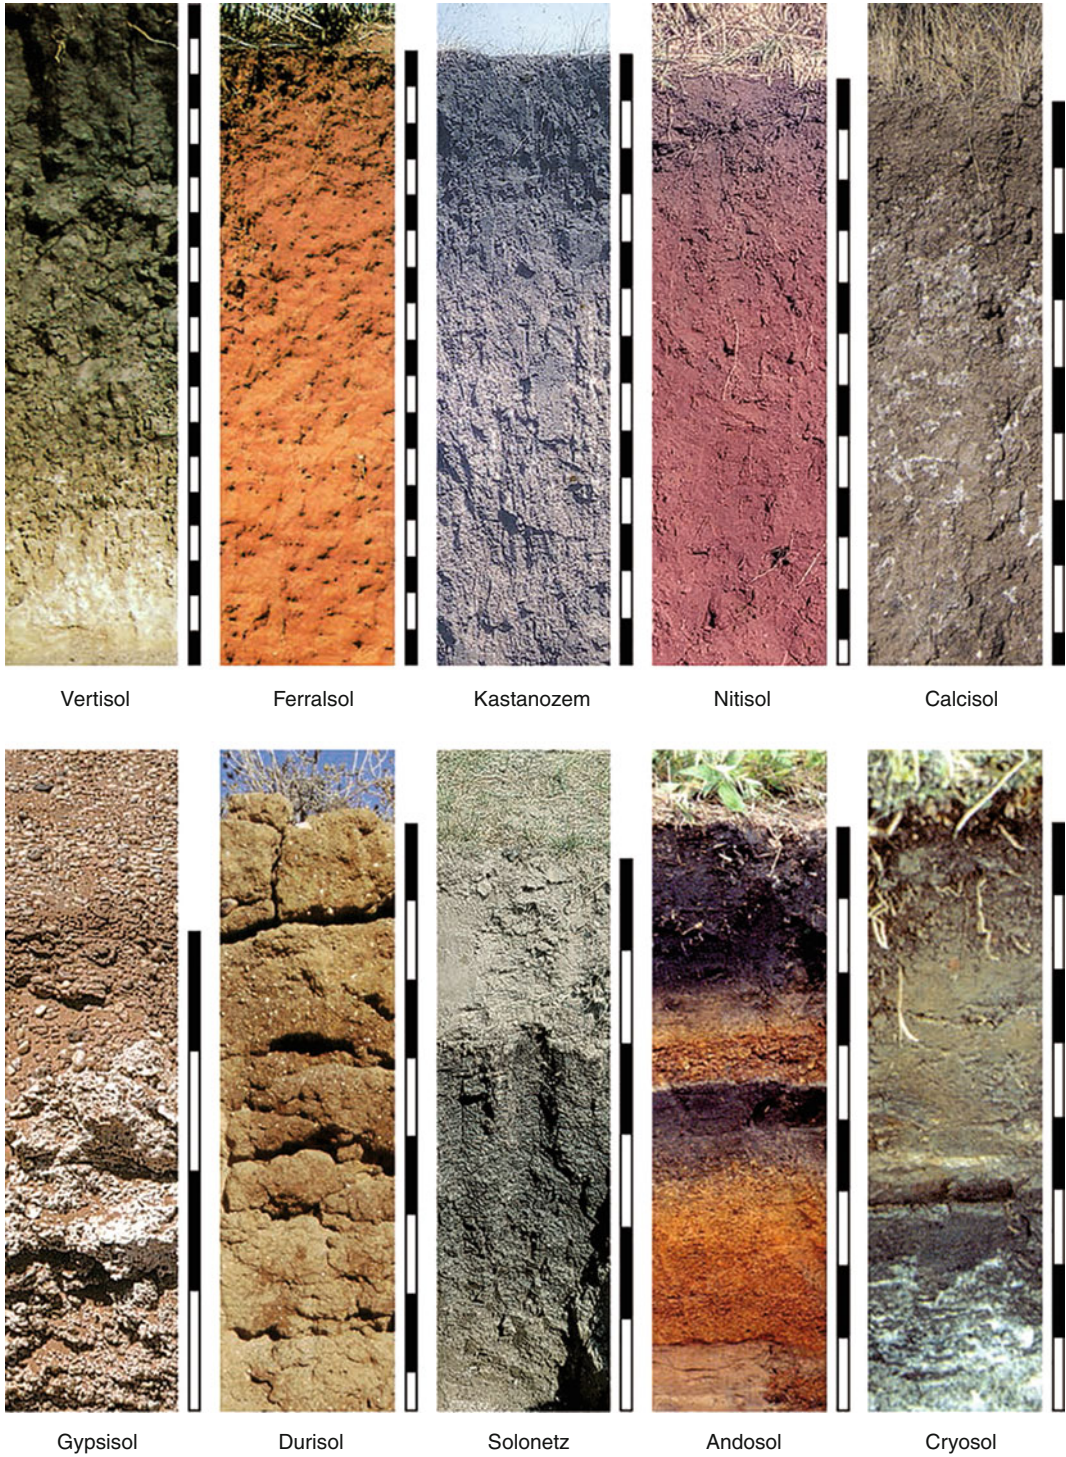 Vertisol
Ferralsol
Kastanozem
Nitisol
Calcisol
Gypsisol
Durisol
Solonetz
Andosol
Cryosol